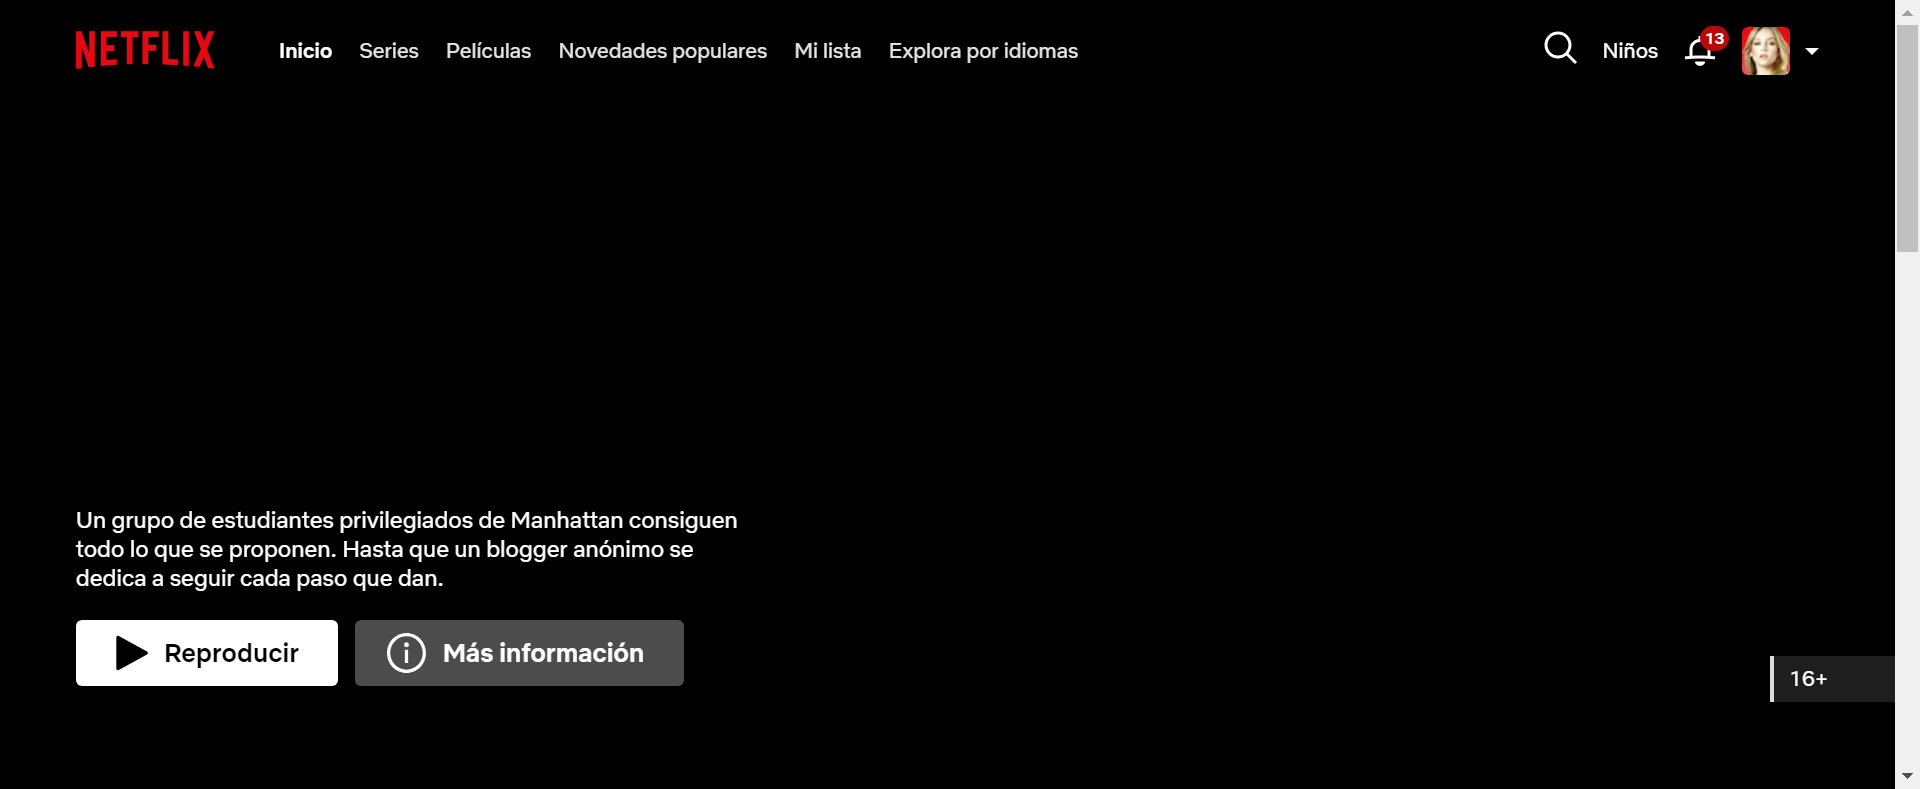 NETFLIX
Inicio Series Películas Novedades populares Mi lista Explora por idiomas
Niños 13
Un grupo de estudiantes privilegiados de Manhattan consiguen
todo lo que se proponen. Hasta que un blogger anónimo se
dedica a seguir cada paso que dan.
Reproducir Más información
16+